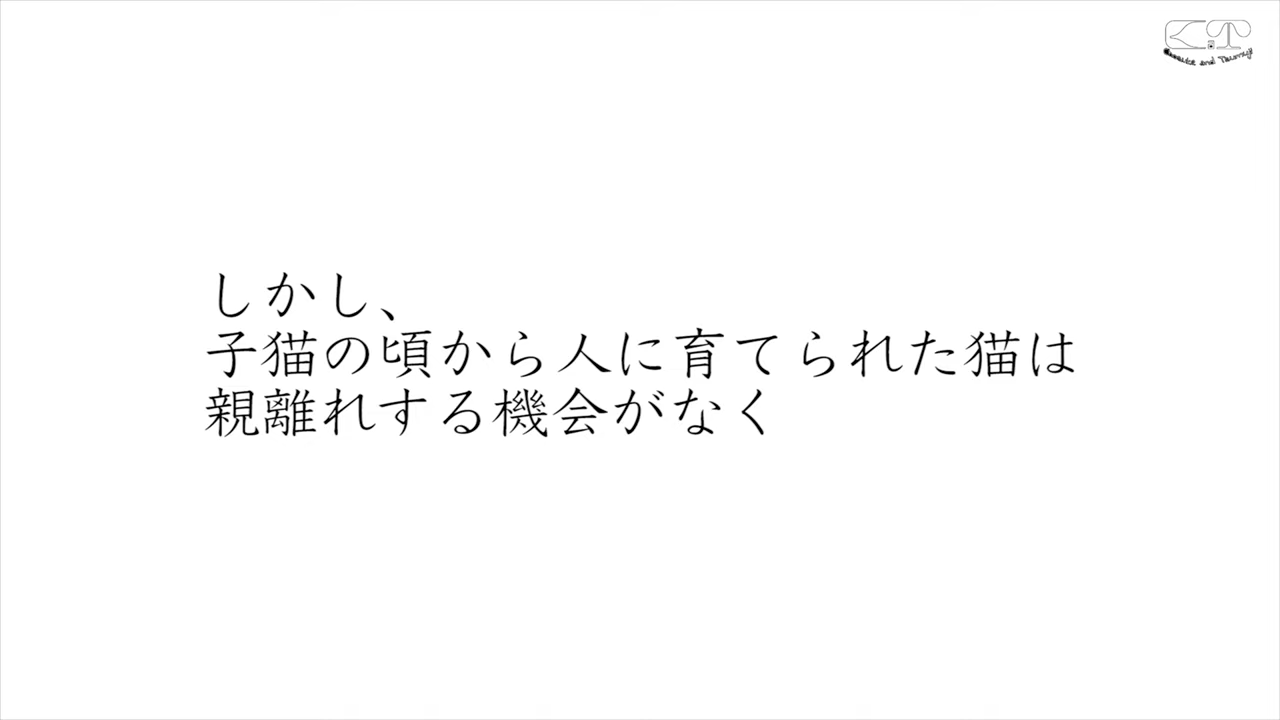 しかし、
子猫の頃から人に育てられた猫は
親離れする機会がなく